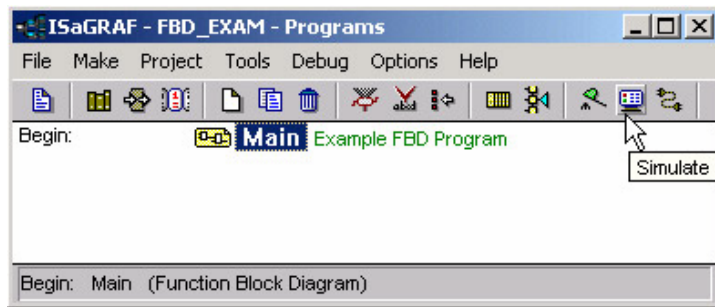 ISaGRAF - FBD_EXAM - Programs
File Make Project Tools Debug Options Help
Begin: Main Example FBD Program
Simulate
Begin: Main (Function Block Diagram)